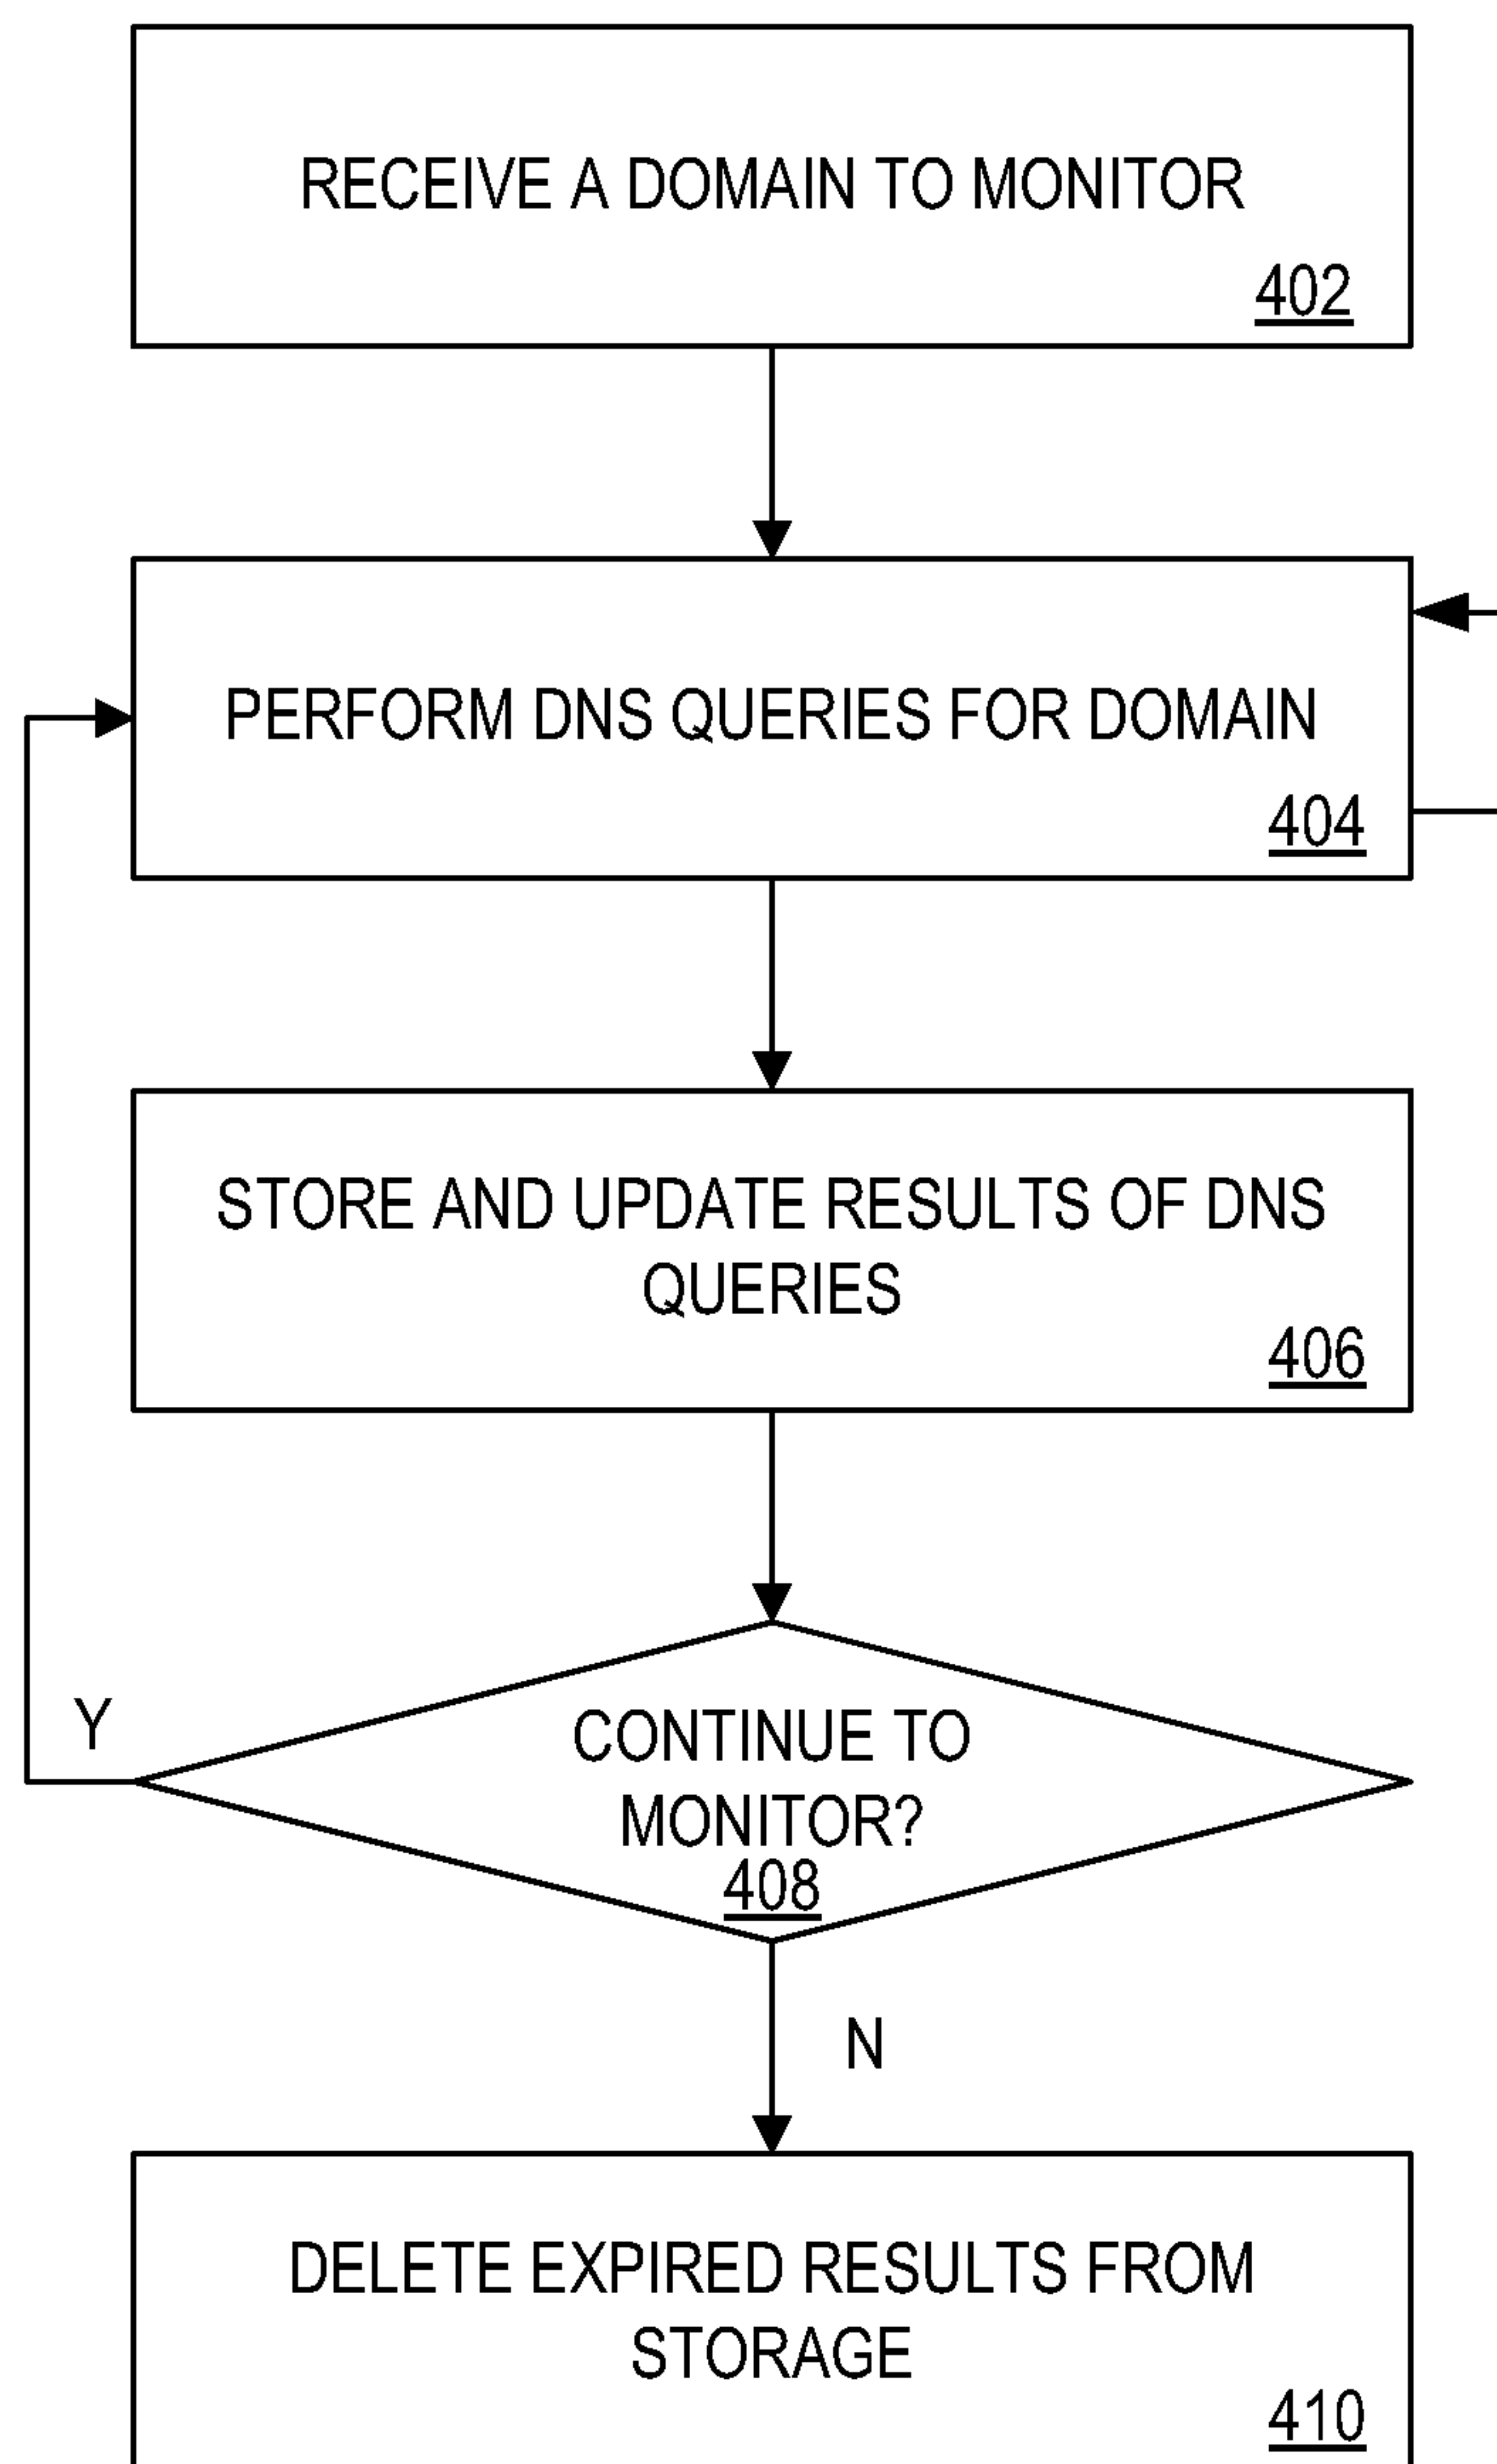 RECEIVE A DOMAIN TO MONITOR
402
PERFORM DNS QUERIES FOR DOMAIN
404
STORE AND UPDATE RESULTS OF DNS
QUERIES
406
Y
CONTINUE TO
MONITOR?
408
N
DELETE EXPIRED RESULTS FROM
STORAGE
410